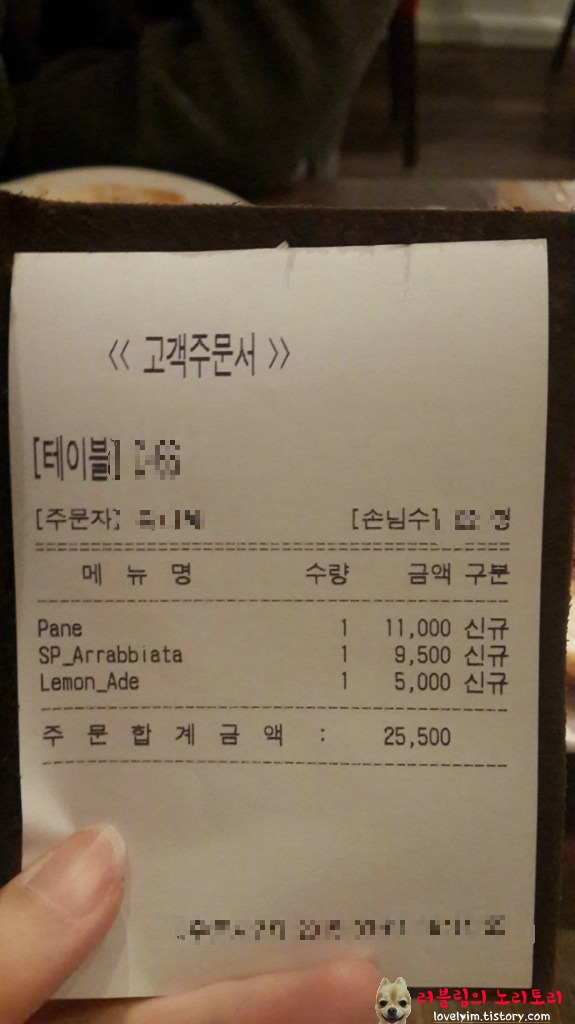 << 고객주문서 >>
[테이블]
[주문자] [손님수] 명
메 뉴 명 수량 금액 구분
Pane 1 11,000 신규
SP_Arrabbiata 1 9,500 신규
Lemon_Ade 1 5,000 신규
주 문 합 계 금 액 : 25,500
러블림의 노리토리
lovelyim.tistory.com